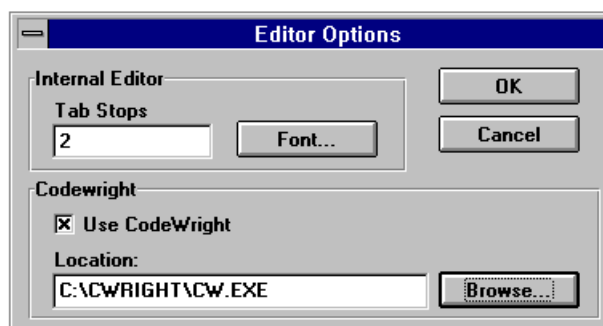 Editor Options
Internal Editor
OK
Tab Stops
2
Font...
Cancel
Codewright
Use CodeWright
Location:
C:\CWRIGHT\CW.EXE
Browse...